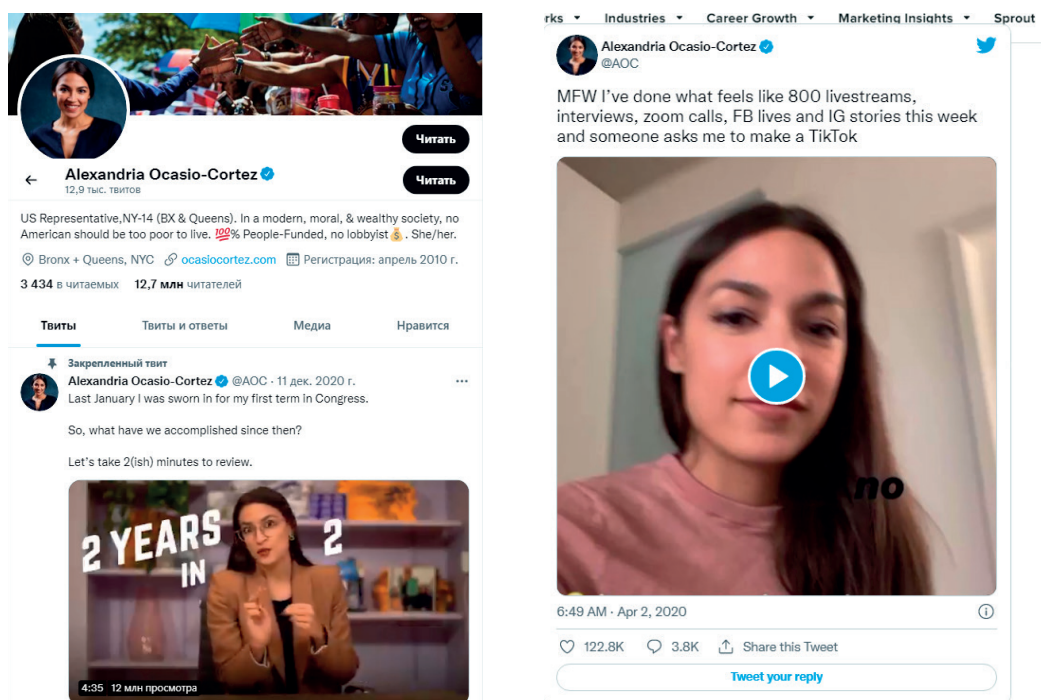 Читать
Alexandria Ocasio-Cortez
12,9 тыс. твитов
Читать
US Representative,NY-14 (BX & Queens). In a modern, moral, & wealthy society, no
American should be too poor to live. 💯% People-Funded, no lobbyist💰. She/her.
Bronx + Queens, NYC ocasiocortez.com Регистрация: апрель 2010 г.
3 434 в читаемых 12,7 млн читателей
Твиты Твиты и ответы Медиа Нравится
Закрепленный твит
Alexandria Ocasio-Cortez @AOC · 11 дек. 2020 г.
Last January I was sworn in for my first term in Congress.
So, what have we accomplished since then?
Let's take 2(ish) minutes to review.
2 YEARS
IN
2
4:35 12 млн просмотра
rks Industries Career Growth Marketing Insights Sprout
Alexandria Ocasio-Cortez
@AOC
MFW I've done what feels like 800 livestreams,
interviews, zoom calls, FB lives and IG stories this week
and someone asks me to make a TikTok
no
6:49 AM · Apr 2, 2020
122.8K 3.8K Share this Tweet
Tweet your reply